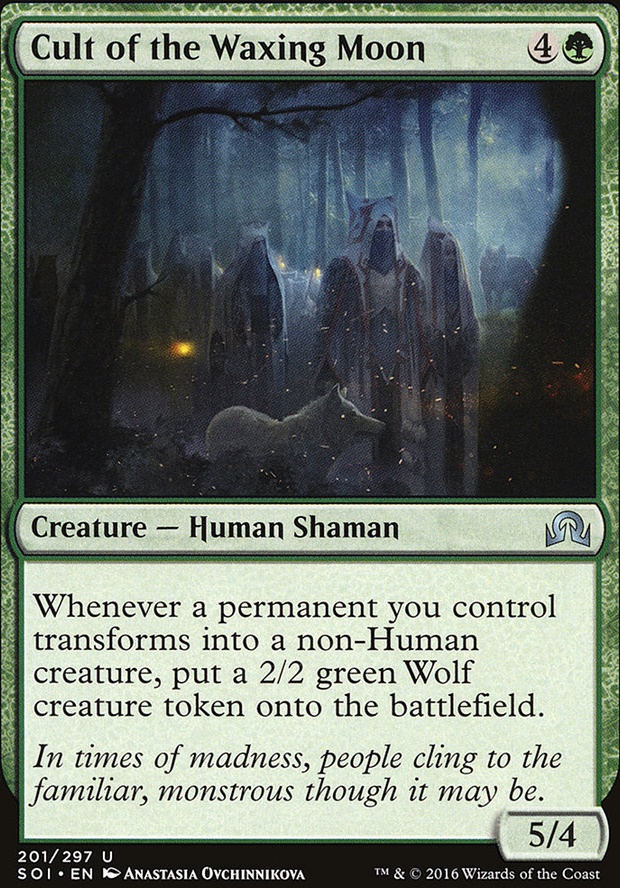 Cult of the Waxing Moon 4
Creature — Human Shaman
Whenever a permanent you control
transforms into a non-Human
creature, put a 2/2 green Wolf
creature token onto the battlefield.
In times of madness, people cling to the
familiar, monstrous though it may be.
5/4
201/297 U
SOI • EN Anastasia Ovchinnikova ™ & © 2016 Wizards of the Coast